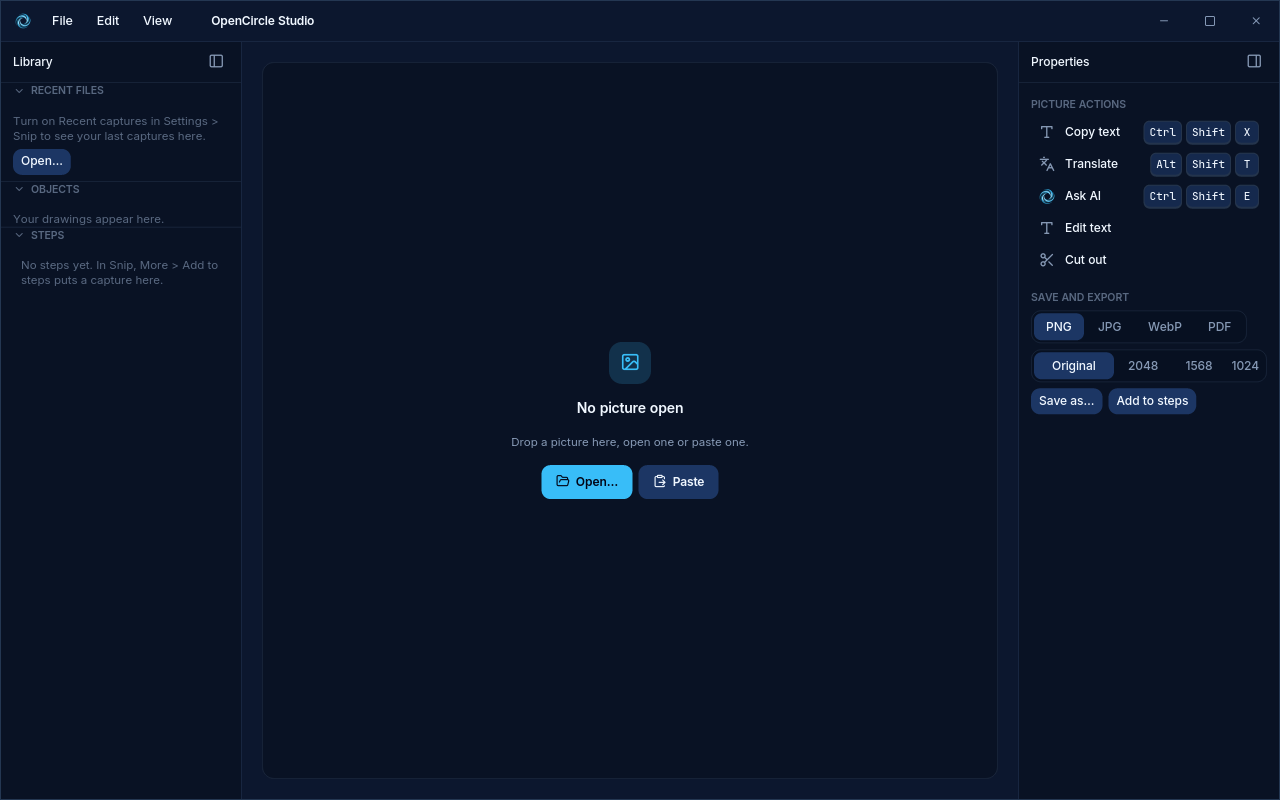 File Edit View OpenCircle Studio
Library
RECENT FILES
Turn on Recent captures in Settings >
Snip to see your last captures here.
Open...
OBJECTS
Your drawings appear here.
STEPS
No steps yet. In Snip, More > Add to
steps puts a capture here.
No picture open
Drop a picture here, open one or paste one.
Open... Paste
Properties
PICTURE ACTIONS
Copy text Ctrl Shift X
Translate Alt Shift T
Ask AI Ctrl Shift E
Edit text
Cut out
SAVE AND EXPORT
PNG JPG WebP PDF
Original 2048 1568 1024
Save as... Add to steps